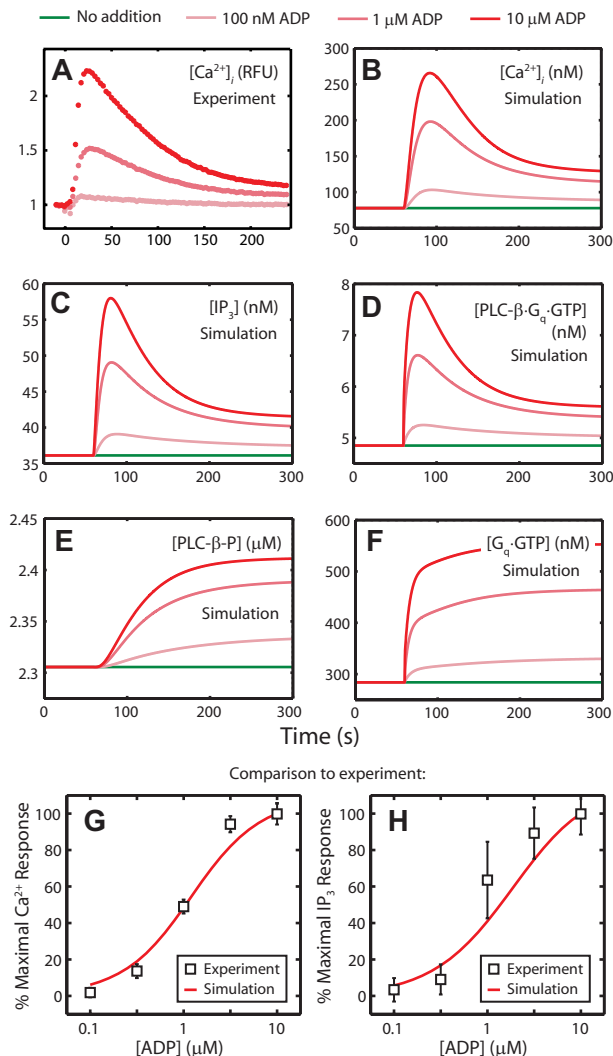 No addition 100 nM ADP 1 μM ADP 10 μM ADP
A
[Ca²⁺]ᵢ (RFU)
Experiment
2
1.5
1
0 50 100 150 200
B
[Ca²⁺]ᵢ (nM)
Simulation
300
250
200
150
100
50
0 100 200 300
C
[IP₃] (nM)
Simulation
60
55
50
45
40
35
0 100 200 300
D
[PLC-β·Gq·GTP]
(nM)
Simulation
8
7
6
5
0 100 200 300
E
[PLC-β-P] (μM)
Simulation
2.45
2.4
2.35
2.3
0 100 200 300
F
[Gq·GTP] (nM)
Simulation
600
500
400
300
0 100 200 300
Time (s)
Comparison to experiment:
G
% Maximal Ca²⁺ Response
100
80
60
40
20
0
Experiment
Simulation
0.1 1 10
[ADP] (μM)
H
% Maximal IP₃ Response
100
80
60
40
20
0
Experiment
Simulation
0.1 1 10
[ADP] (μM)